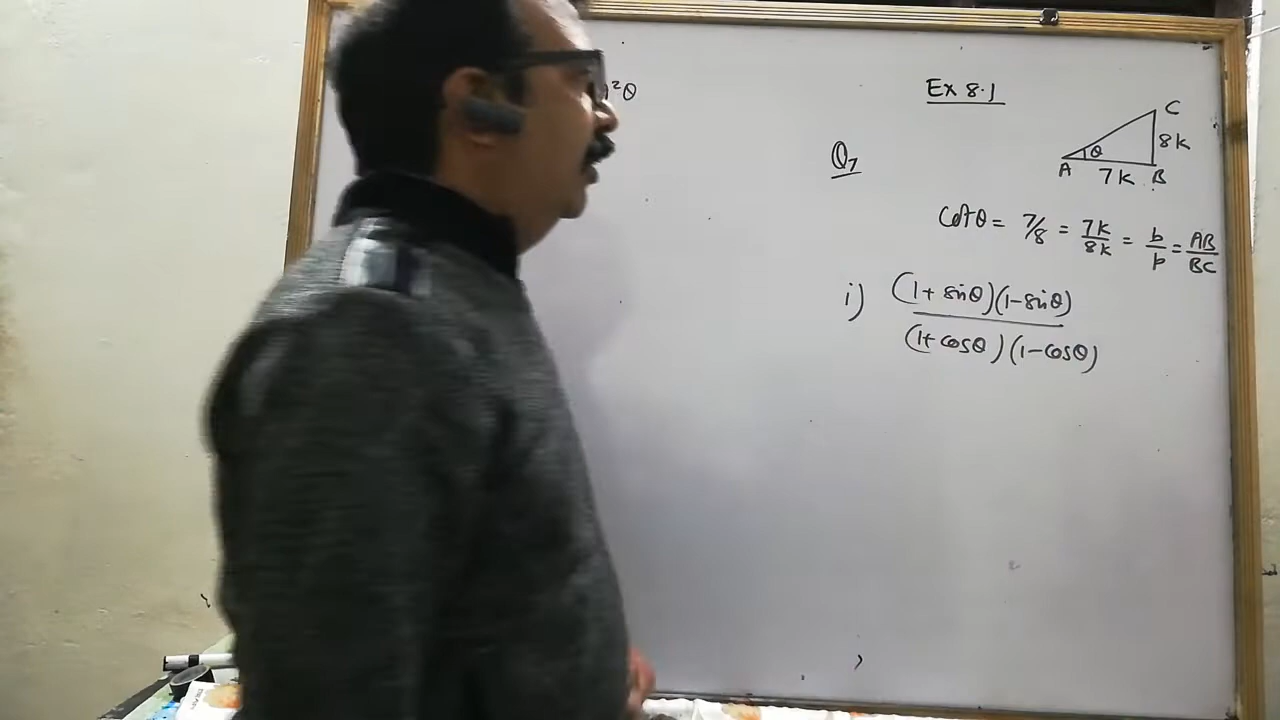 ²θ
Ex 8.1
C
θ
8k
A 7k B
Q7
cotθ = 7/8 = 7k/8k = b/p = AB/BC
i) (1+sinθ)(1-sinθ)
(1+cosθ)(1-cosθ)